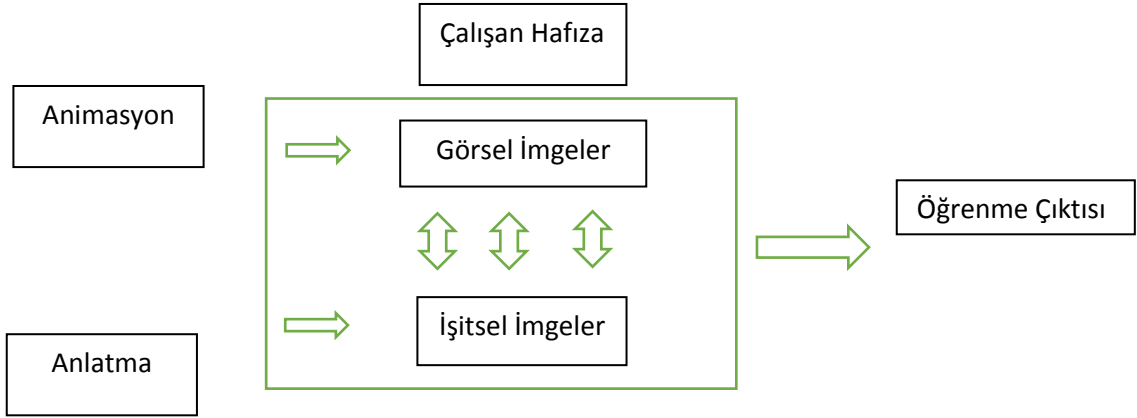 Çalışan Hafıza
Animasyon
Görsel İmgeler
Öğrenme Çıktısı
İşitsel İmgeler
Anlatma